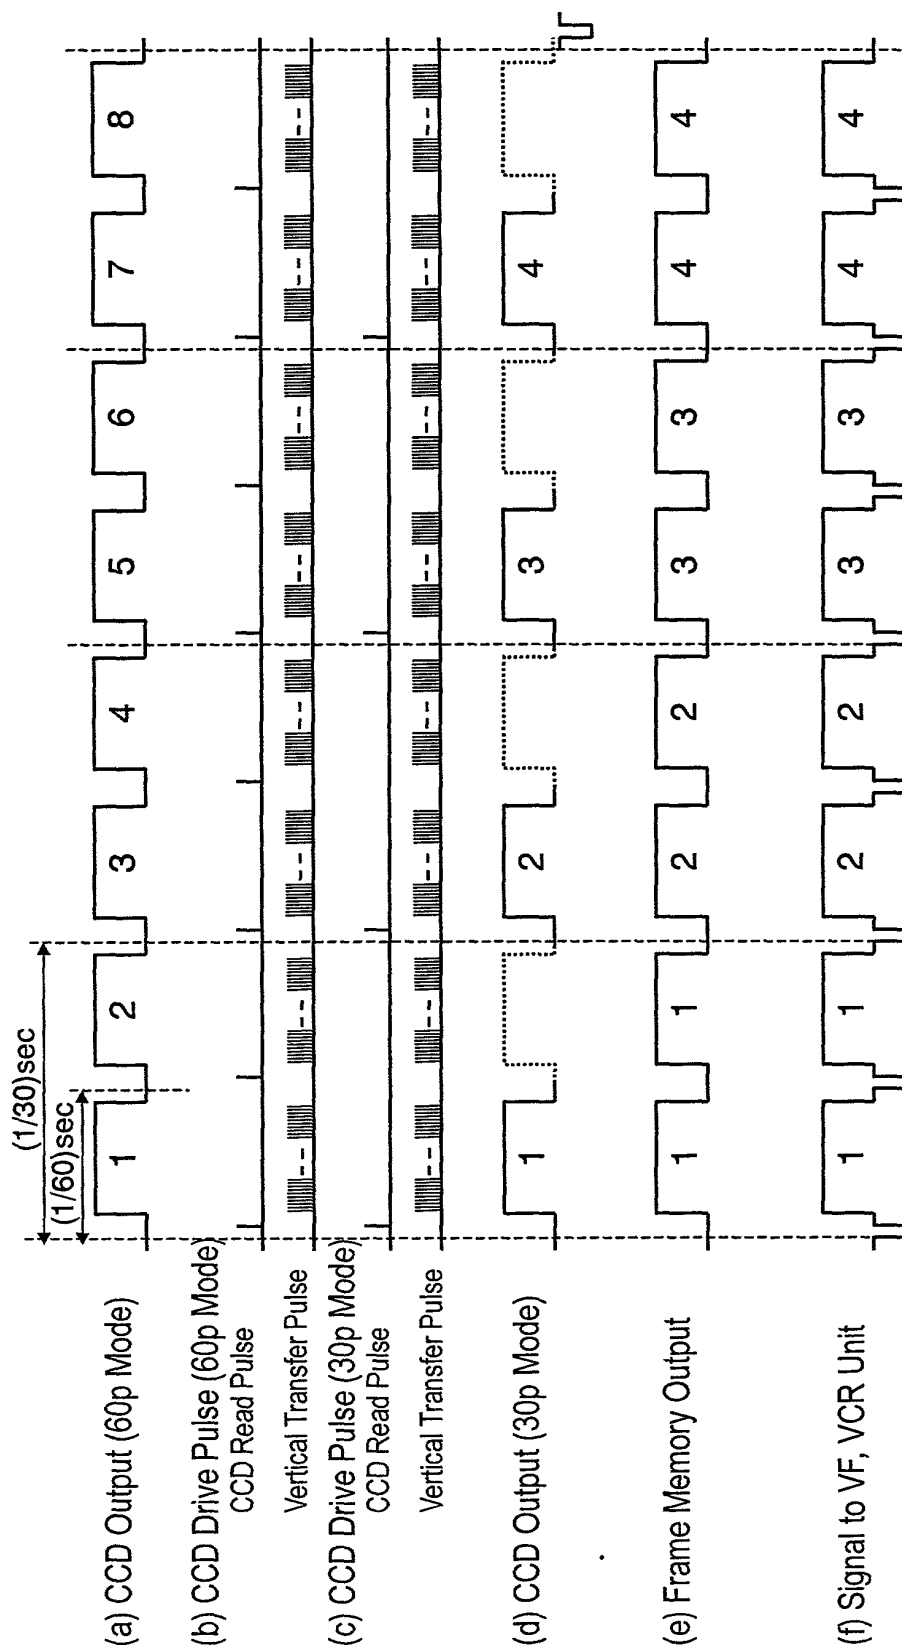 (1/30)sec
(1/60)sec
(a) CCD Output (60p Mode)
1 2 3 4 5 6 7 8
(b) CCD Drive Pulse (60p Mode)
CCD Read Pulse
Vertical Transfer Pulse
(c) CCD Drive Pulse (30p Mode)
CCD Read Pulse
Vertical Transfer Pulse
(d) CCD Output (30p Mode)
1 2 3 4
(e) Frame Memory Output
1 1 2 2 3 3 4 4
(f) Signal to VF, VCR Unit
1 1 2 2 3 3 4 4